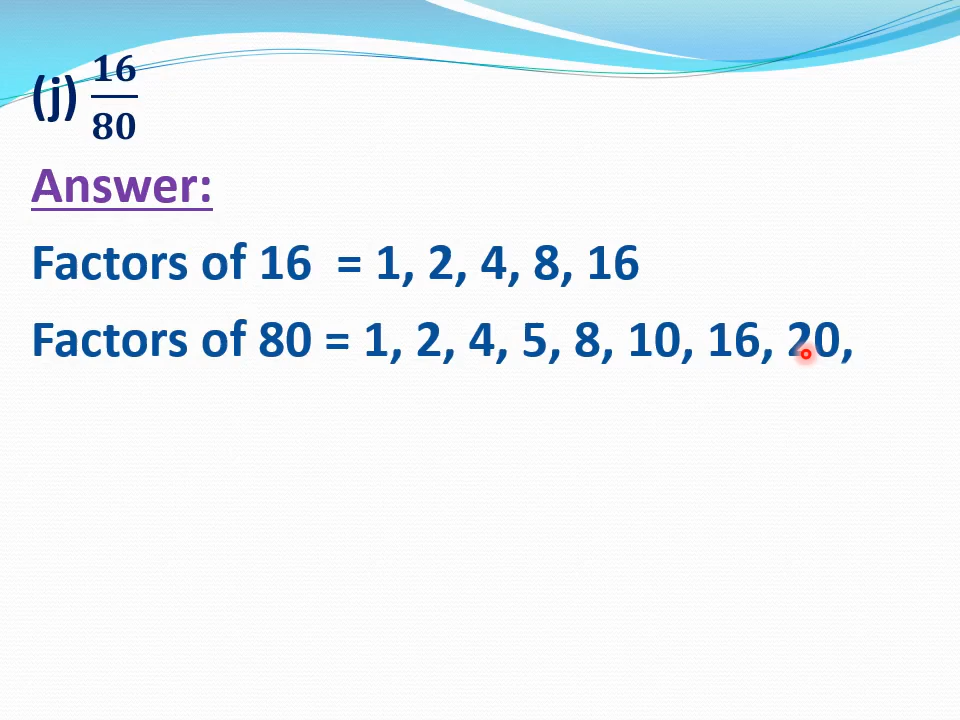 (j) 16/80
Answer:
Factors of 16 = 1, 2, 4, 8, 16
Factors of 80 = 1, 2, 4, 5, 8, 10, 16, 20,